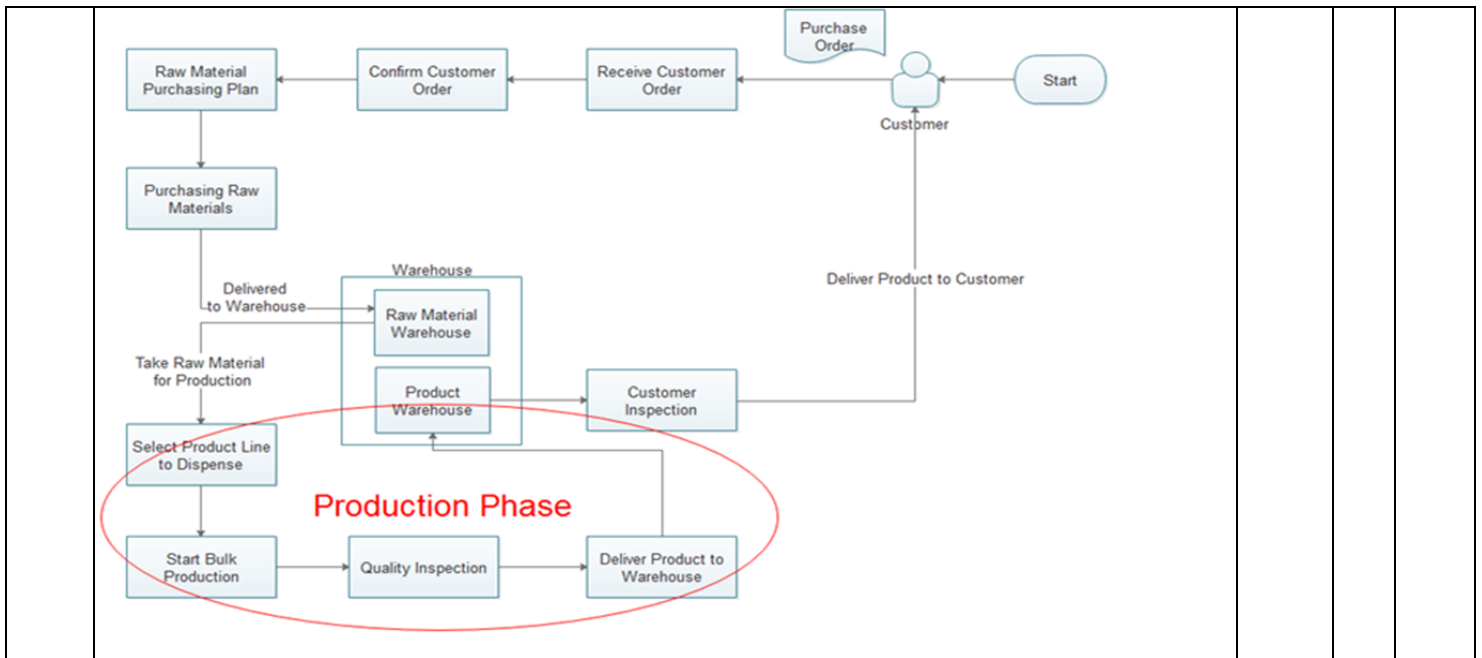 Purchase
Order
Start
Customer
Receive Customer
Order
Confirm Customer
Order
Raw Material
Purchasing Plan
Purchasing Raw
Materials
Delivered
to Warehouse
Warehouse
Raw Material
Warehouse
Take Raw Material
for Production
Select Product Line
to Dispense
Production Phase
Start Bulk
Production
Quality Inspection
Deliver Product to
Warehouse
Product
Warehouse
Customer
Inspection
Deliver Product to Customer